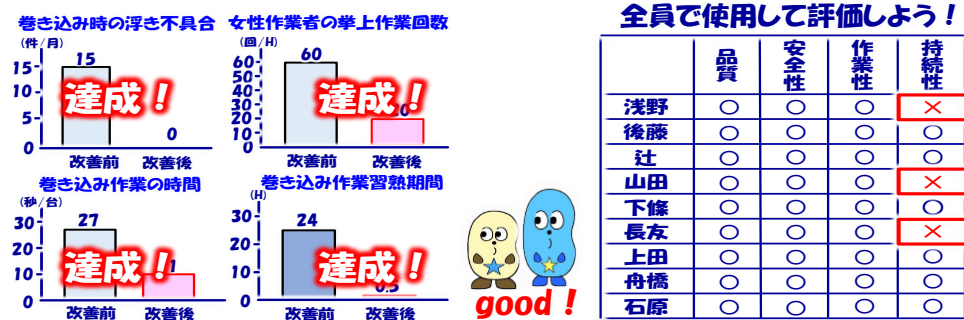 巻き込み時の浮き不具合
(件/月)
15
10
5
0
15
0
達成！
改善前 改善後
女性作業者の挙上作業回数
(回/H)
60
50
40
30
20
10
0
60
達成！
改善前 改善後
巻き込み作業の時間
(秒/台)
30
20
10
0
27
達成！
改善前 改善後
巻き込み作業習熟期間
(H)
30
20
10
0
24
0.5
達成！
改善前 改善後
good！
全員で使用して評価しよう！
品質 安全性 作業性 持続性
浅野 ○ ○ ○ ×
後藤 ○ ○ ○ ○
辻 ○ ○ ○ ○
山田 ○ ○ ○ ×
下條 ○ ○ ○ ○
長友 ○ ○ ○ ×
上田 ○ ○ ○ ○
舟橋 ○ ○ ○ ○
石原 ○ ○ ○ ○